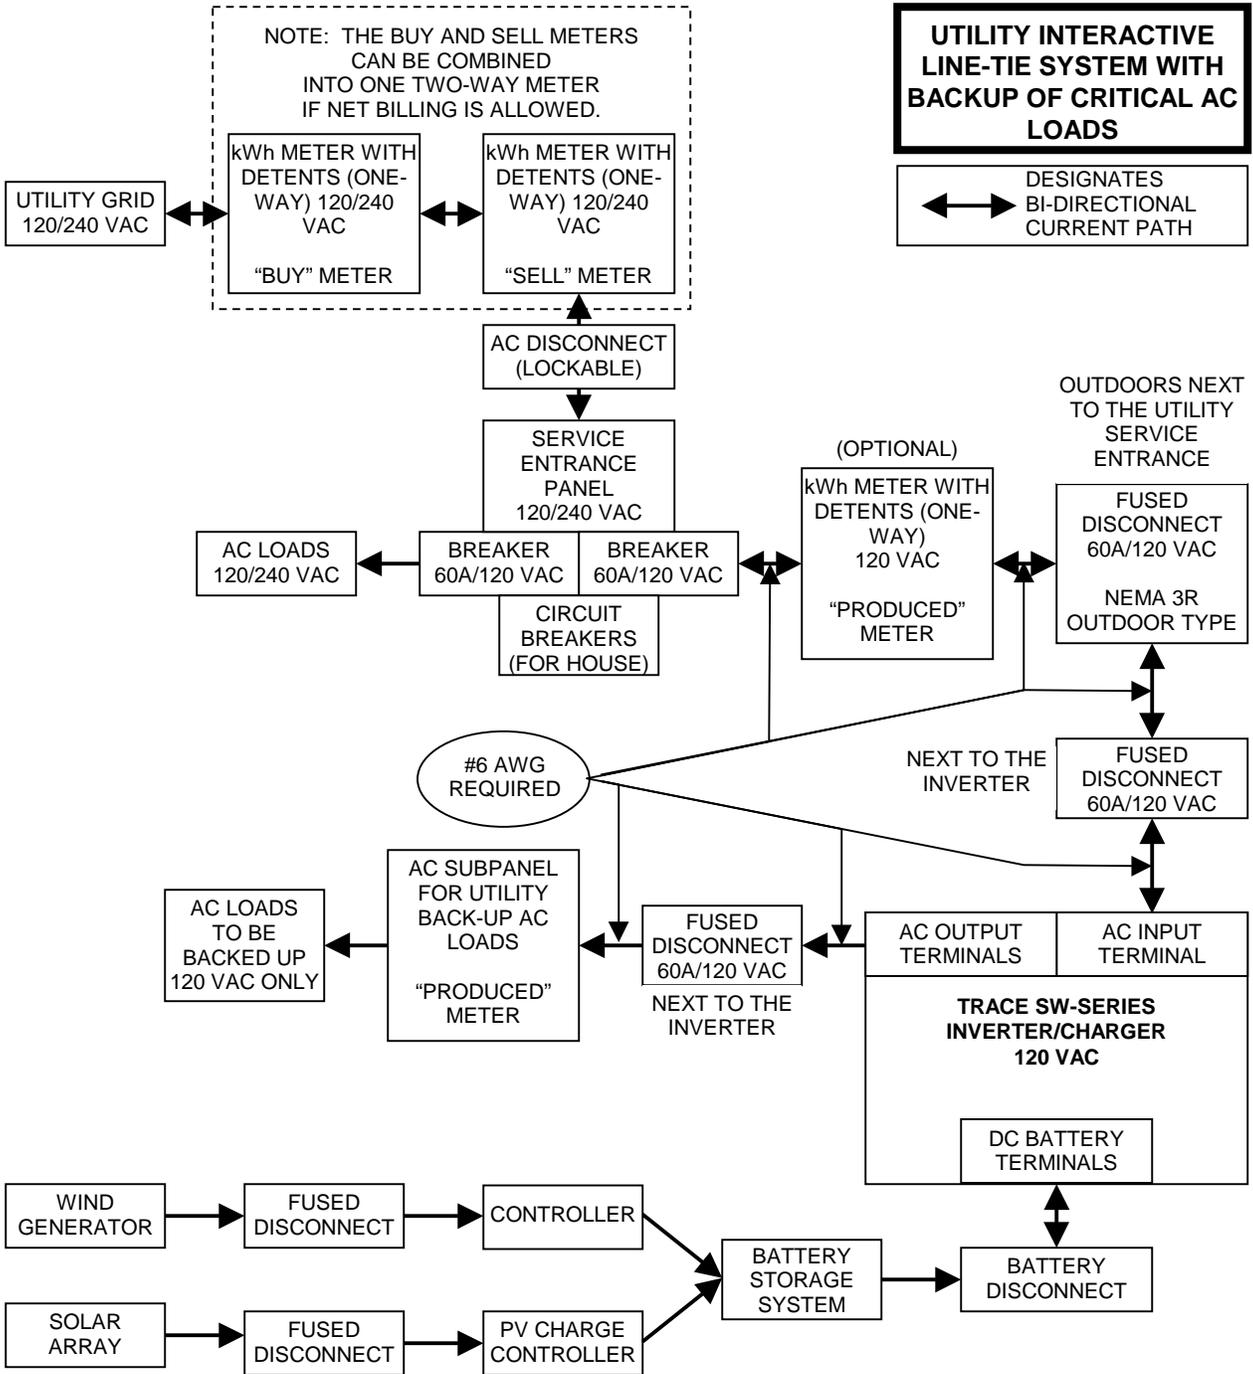 NOTE: THE BUY AND SELL METERS
CAN BE COMBINED
INTO ONE TWO-WAY METER
IF NET BILLING IS ALLOWED.
UTILITY INTERACTIVE
LINE-TIE SYSTEM WITH
BACKUP OF CRITICAL AC
LOADS
DESIGNATES
BI-DIRECTIONAL
CURRENT PATH
UTILITY GRID
120/240 VAC
kWh METER WITH
DETENTS (ONE-
WAY) 120/240
VAC
“BUY” METER
kWh METER WITH
DETENTS (ONE-
WAY) 120/240
VAC
“SELL” METER
AC DISCONNECT
(LOCKABLE)
SERVICE
ENTRANCE
PANEL
120/240 VAC
AC LOADS
120/240 VAC
BREAKER
60A/120 VAC
BREAKER
60A/120 VAC
CIRCUIT
BREAKERS
(FOR HOUSE)
(OPTIONAL)
kWh METER WITH
DETENTS (ONE-
WAY)
120 VAC
“PRODUCED”
METER
OUTDOORS NEXT
TO THE UTILITY
SERVICE
ENTRANCE
FUSED
DISCONNECT
60A/120 VAC
NEMA 3R
OUTDOOR TYPE
#6 AWG
REQUIRED
NEXT TO THE
INVERTER
FUSED
DISCONNECT
60A/120 VAC
AC LOADS
TO BE
BACKED UP
120 VAC ONLY
AC SUBPANEL
FOR UTILITY
BACK-UP AC
LOADS
“PRODUCED”
METER
FUSED
DISCONNECT
60A/120 VAC
NEXT TO THE
INVERTER
AC OUTPUT
TERMINALS
AC INPUT
TERMINAL
TRACE SW-SERIES
INVERTER/CHARGER
120 VAC
DC BATTERY
TERMINALS
WIND
GENERATOR
FUSED
DISCONNECT
CONTROLLER
BATTERY
STORAGE
SYSTEM
BATTERY
DISCONNECT
SOLAR
ARRAY
FUSED
DISCONNECT
PV CHARGE
CONTROLLER